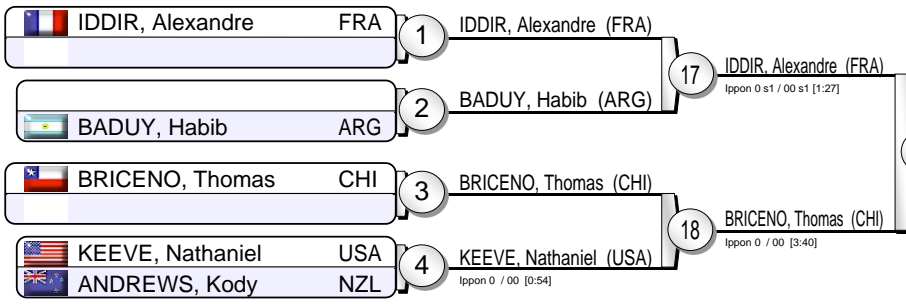 IDDIR, Alexandre FRA
1
IDDIR, Alexandre (FRA)
17
IDDIR, Alexandre (FRA)
Ippon 0 s1 / 00 s1 [1:27]
2
BADUY, Habib (ARG)
BADUY, Habib ARG
BRICENO, Thomas CHI
3
BRICENO, Thomas (CHI)
18
BRICENO, Thomas (CHI)
Ippon 0 / 00 [3:40]
KEEVE, Nathaniel USA
4
KEEVE, Nathaniel (USA)
Ippon 0 / 00 [0:54]
ANDREWS, Kody NZL